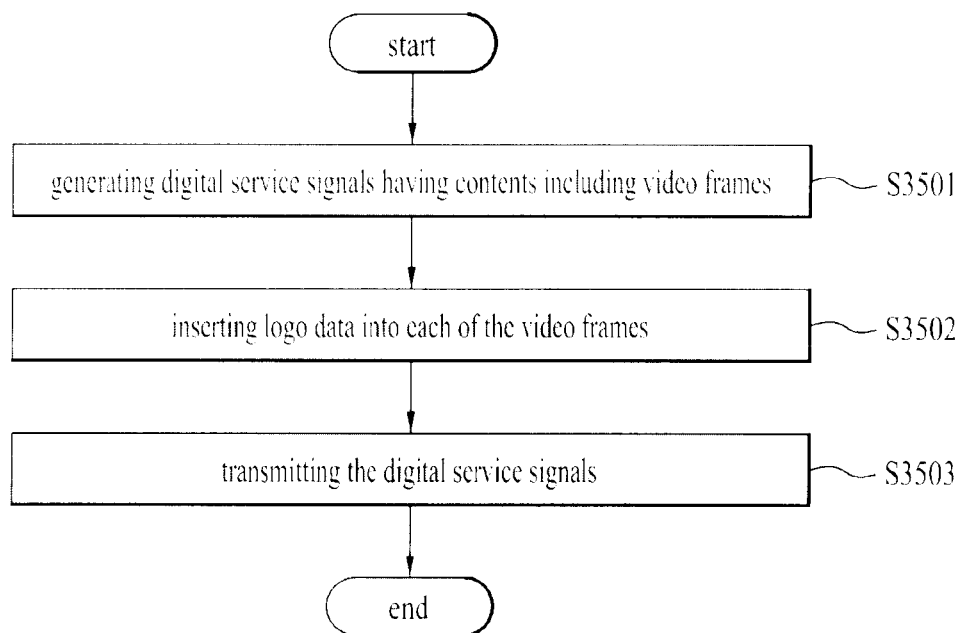 start
generating digital service signals having contents including video frames
S3501
inserting logo data into each of the video frames
S3502
transmitting the digital service signals
S3503
end